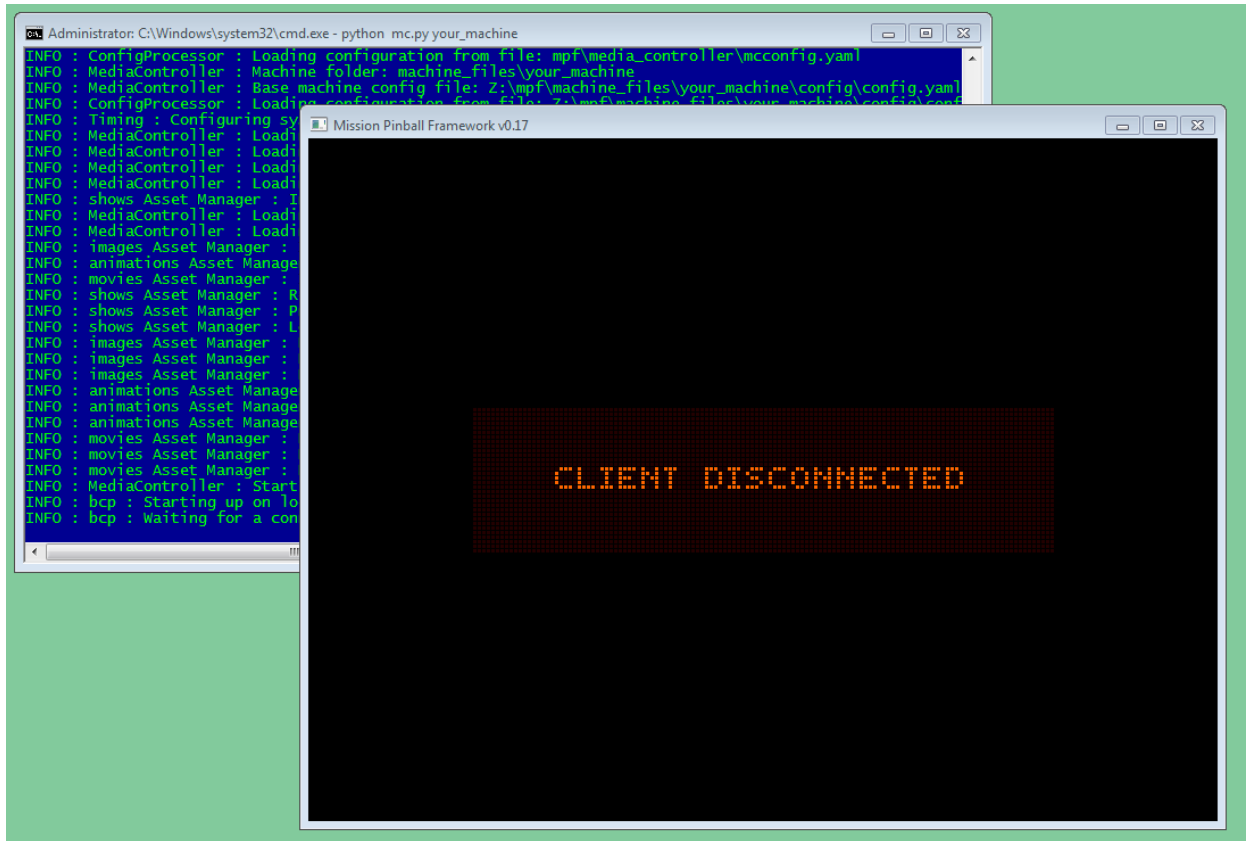 Administrator: C:\Windows\system32\cmd.exe - python mc.py your_machine
INFO : ConfigProcessor : Loading configuration from file: mpf\media_controller\mcconfig.yaml
INFO : MediaController : Machine folder: machine_files\your_machine
INFO : MediaController : Base machine config file: Z:\mpf\machine_files\your_machine\config\config.yaml
INFO : ConfigProcessor : Loading configuration from file: Z:\mpf\machine_files\your_machine\config\conf
INFO : Timing : Configuring sy
INFO : MediaController : Loadi
INFO : MediaController : Loadi
INFO : MediaController : Loadi
INFO : MediaController : Loadi
INFO : shows Asset Manager : I
INFO : MediaController : Loadi
INFO : MediaController : Loadi
INFO : images Asset Manager :
INFO : animations Asset Manage
INFO : movies Asset Manager :
INFO : shows Asset Manager : R
INFO : shows Asset Manager : P
INFO : shows Asset Manager : L
INFO : images Asset Manager :
INFO : images Asset Manager :
INFO : images Asset Manager :
INFO : animations Asset Manage
INFO : animations Asset Manage
INFO : animations Asset Manage
INFO : movies Asset Manager :
INFO : movies Asset Manager :
INFO : movies Asset Manager :
INFO : MediaController : Start
INFO : bcp : Starting up on lo
INFO : bcp : Waiting for a con
Mission Pinball Framework v0.17
CLIENT DISCONNECTED